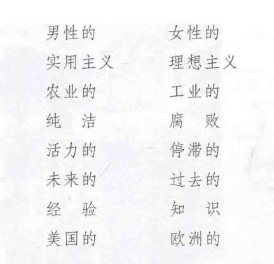 男性的 女性的
实用主义 理想主义
农业的 工业的
纯 洁 腐 败
活力的 停滞的
未来的 过去的
经 验 知 识
美国的 欧洲的